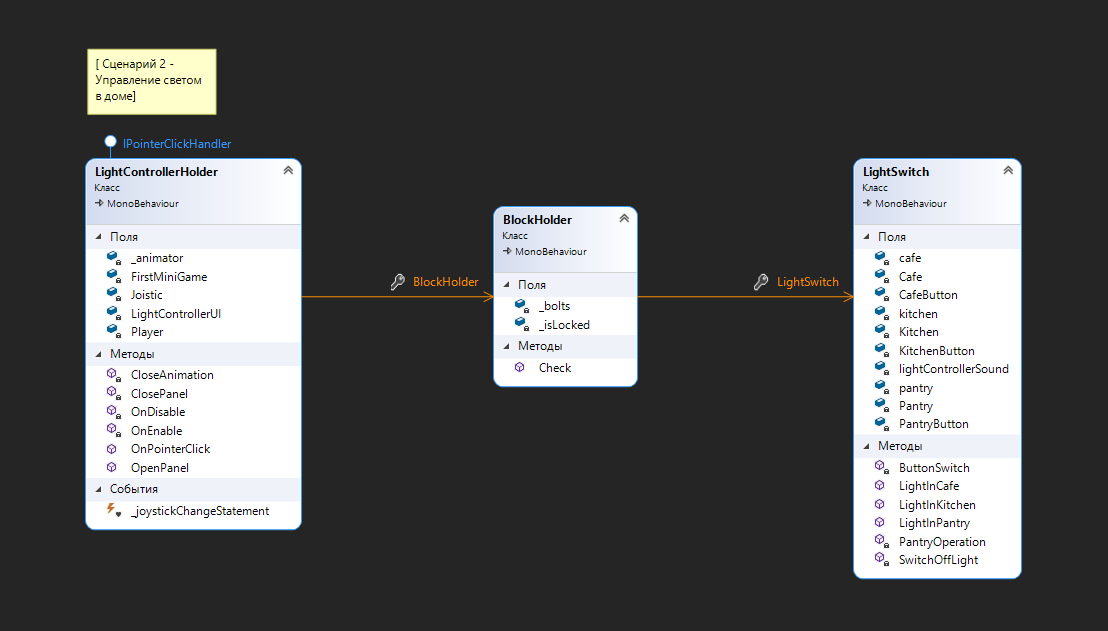 [ Сценарий 2 -
Управление светом
в доме]
IPointerClickHandler
LightControllerHolder
Класс
MonoBehaviour
Поля
_animator
FirstMiniGame
Joistic
LightControllerUI
Player
Методы
CloseAnimation
ClosePanel
OnDisable
OnEnable
OnPointerClick
OpenPanel
События
_joystickChangeStatement
BlockHolder
BlockHolder
Класс
MonoBehaviour
Поля
_bolts
_isLocked
Методы
Check
LightSwitch
LightSwitch
Класс
MonoBehaviour
Поля
cafe
Cafe
CafeButton
kitchen
Kitchen
KitchenButton
lightControllerSound
pantry
Pantry
PantryButton
Методы
ButtonSwitch
LightInCafe
LightInKitchen
LightInPantry
PantryOperation
SwitchOffLight